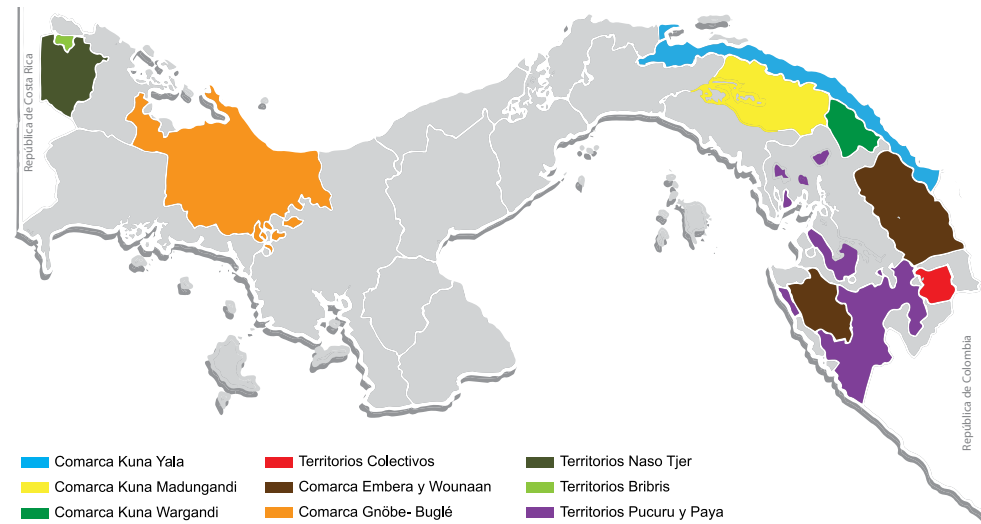 República de Costa Rica
República de Colombia
Comarca Kuna Yala
Comarca Kuna Madungandi
Comarca Kuna Wargandi
Territorios Colectivos
Comarca Embera y Wounaan
Comarca Gnöbe- Buglé
Territorios Naso Tjer
Territorios Bribris
Territorios Pucuru y Paya